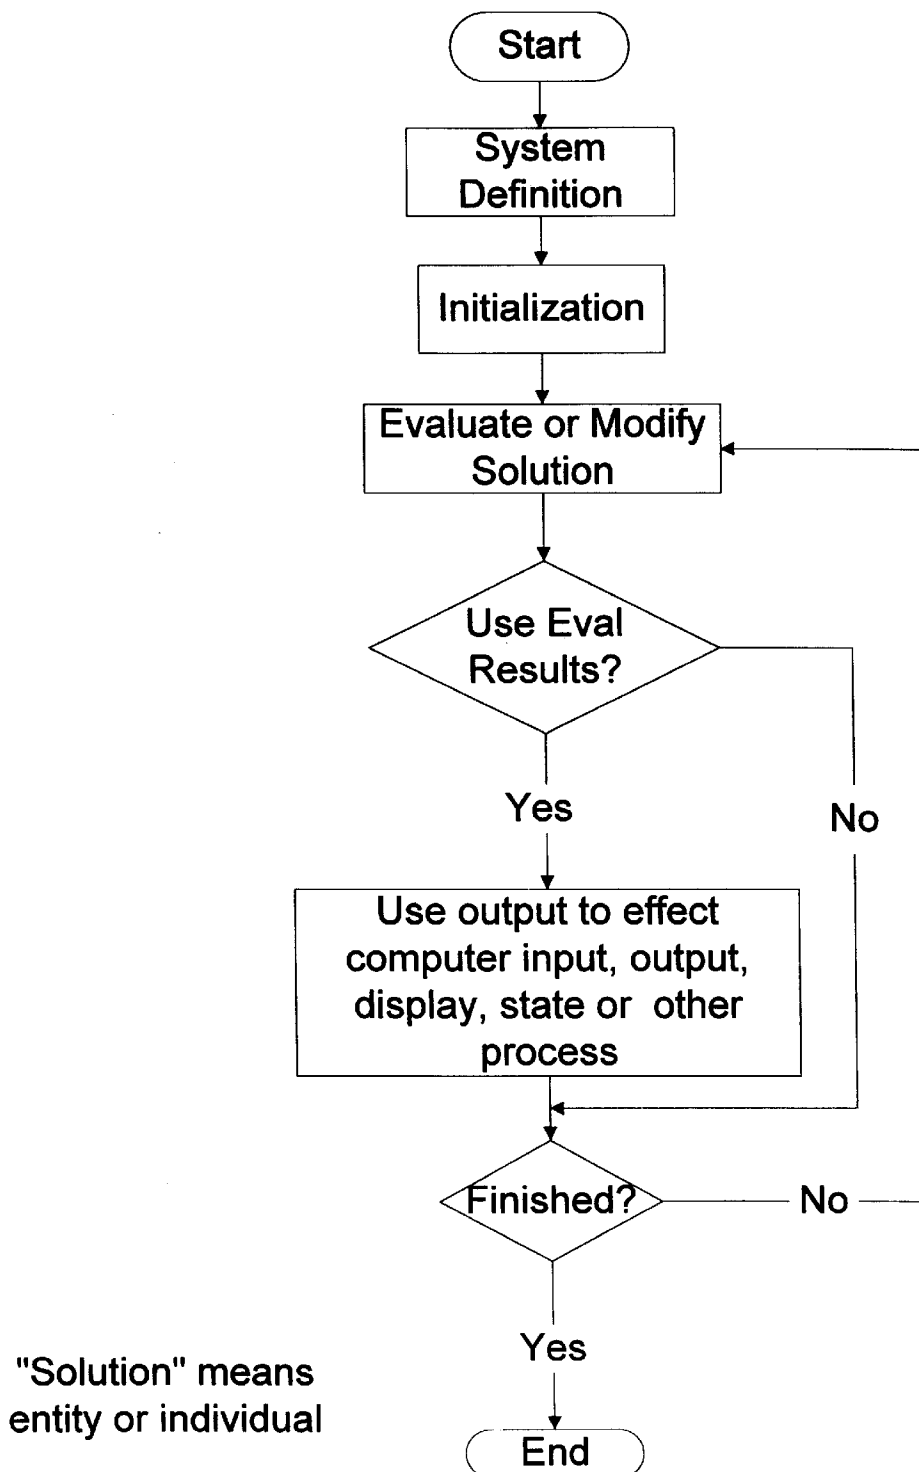 Start
System
Definition
Initialization
Evaluate or Modify
Solution
Use Eval
Results?
Yes
No
Use output to effect
computer input, output,
display, state or other
process
Finished?
No
Yes
"Solution" means
entity or individual
End